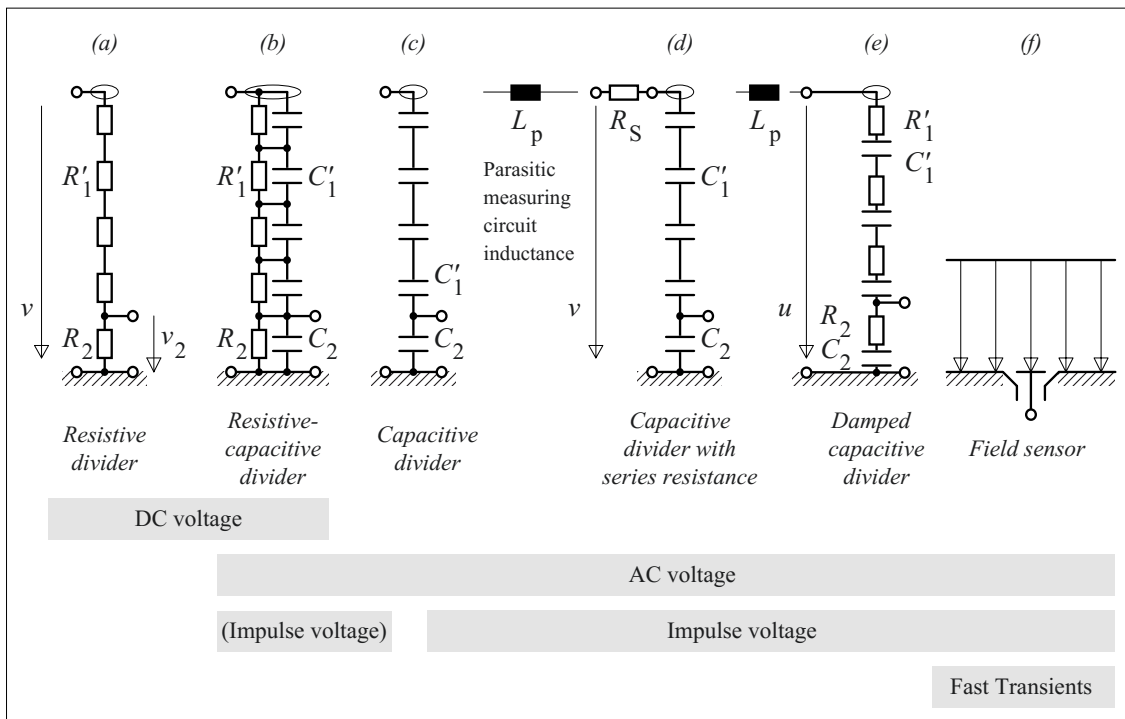 (a)
(b)
(c)
(d)
(e)
(f)
L_p
R_S
L_p
R'_1
C'_1
Parasitic
measuring
circuit
inductance
R'_1
R'_1
C'_1
C'_1
C'_1
v
R_2
v_2
R_2
C_2
C_2
v
C_2
u
R_2
C_2
Resistive
divider
Resistive-
capacitive
divider
Capacitive
divider
Capacitive
divider with
series resistance
Damped
capacitive
divider
Field sensor
DC voltage
AC voltage
(Impulse voltage)
Impulse voltage
Fast Transients